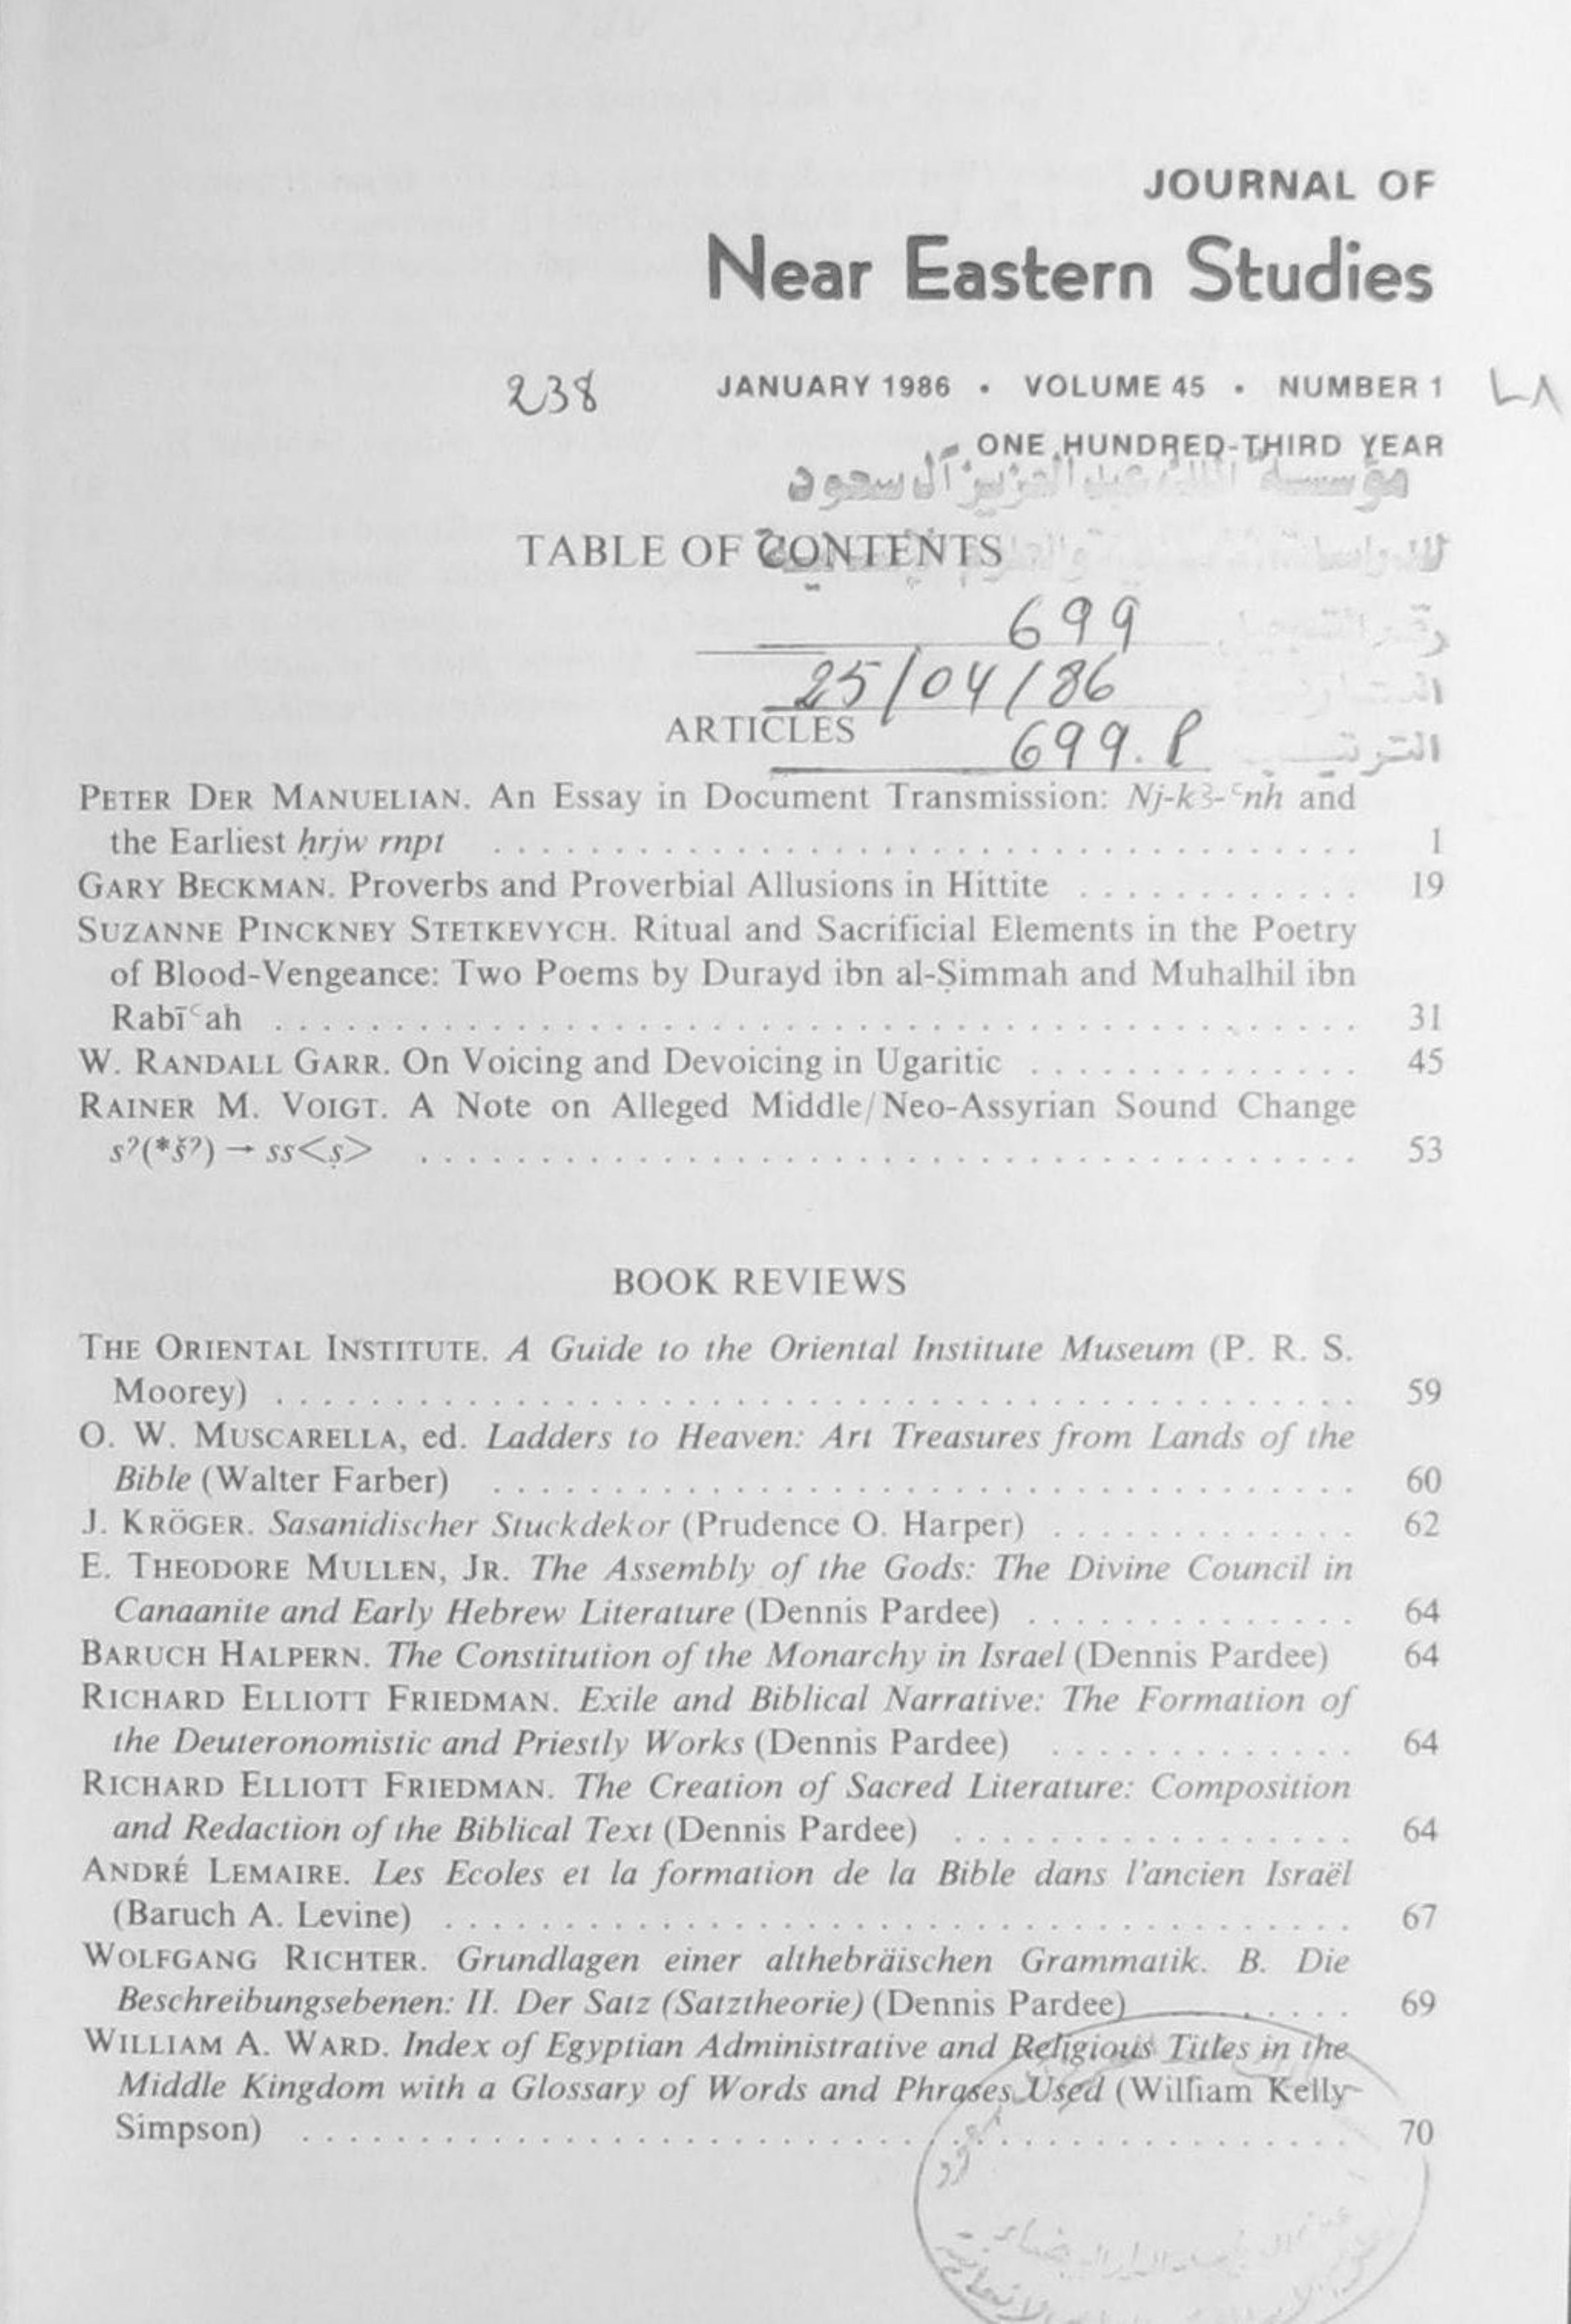 JOURNAL OF
Near Eastern Studies
238 JANUARY 1986 • VOLUME 45 • NUMBER 1
ONE HUNDRED-THIRD YEAR
مؤسسة الملك عبد العزيز آل سعود
TABLE OF CONTENTS
699
25/04/86
ARTICLES
699. P
الترتيب
PETER DER MANUELIAN. An Essay in Document Transmission: Nj-kꜣ-ʿnḫ and
the Earliest ḥrjw rnpt . . . . . . . . . . . . . . . . . . . . 1
GARY BECKMAN. Proverbs and Proverbial Allusions in Hittite . . . . . . . . . . . . 19
SUZANNE PINCKNEY STETKEVYCH. Ritual and Sacrificial Elements in the Poetry
of Blood-Vengeance: Two Poems by Durayd ibn al-Ṣimmah and Muhalhil ibn
Rabīʿah . . . . . . . . . . . . . . . . . . . . 31
W. RANDALL GARR. On Voicing and Devoicing in Ugaritic . . . . . . . . . . . . . . 45
RAINER M. VOIGT. A Note on Alleged Middle/Neo-Assyrian Sound Change
sʾ(*šʾ) → ss<ṣ> . . . . . . . . . . . . . . . . . . . . 53
BOOK REVIEWS
THE ORIENTAL INSTITUTE. A Guide to the Oriental Institute Museum (P. R. S.
Moorey) . . . . . . . . . . . . . . . . . . . . 59
O. W. MUSCARELLA, ed. Ladders to Heaven: Art Treasures from Lands of the
Bible (Walter Farber) . . . . . . . . . . . . . . . . . . . . 60
J. KRÖGER. Sasanidischer Stuckdekor (Prudence O. Harper) . . . . . . . . . . . . . 62
E. THEODORE MULLEN, JR. The Assembly of the Gods: The Divine Council in
Canaanite and Early Hebrew Literature (Dennis Pardee) . . . . . . . . . . . . . . 64
BARUCH HALPERN. The Constitution of the Monarchy in Israel (Dennis Pardee) 64
RICHARD ELLIOTT FRIEDMAN. Exile and Biblical Narrative: The Formation of
the Deuteronomistic and Priestly Works (Dennis Pardee) . . . . . . . . . . . . . 64
RICHARD ELLIOTT FRIEDMAN. The Creation of Sacred Literature: Composition
and Redaction of the Biblical Text (Dennis Pardee) . . . . . . . . . . . . . . . . . 64
ANDRÉ LEMAIRE. Les Ecoles et la formation de la Bible dans l'ancien Israël
(Baruch A. Levine) . . . . . . . . . . . . . . . . . . . . 67
WOLFGANG RICHTER. Grundlagen einer althebräischen Grammatik. B. Die
Beschreibungsebenen: II. Der Satz (Satztheorie) (Dennis Pardee) . . . . . 69
WILLIAM A. WARD. Index of Egyptian Administrative and Religious Titles in the
Middle Kingdom with a Glossary of Words and Phrases Used (William Kelly
Simpson) . . . . . . . . . . . . . . . . . . . . 70